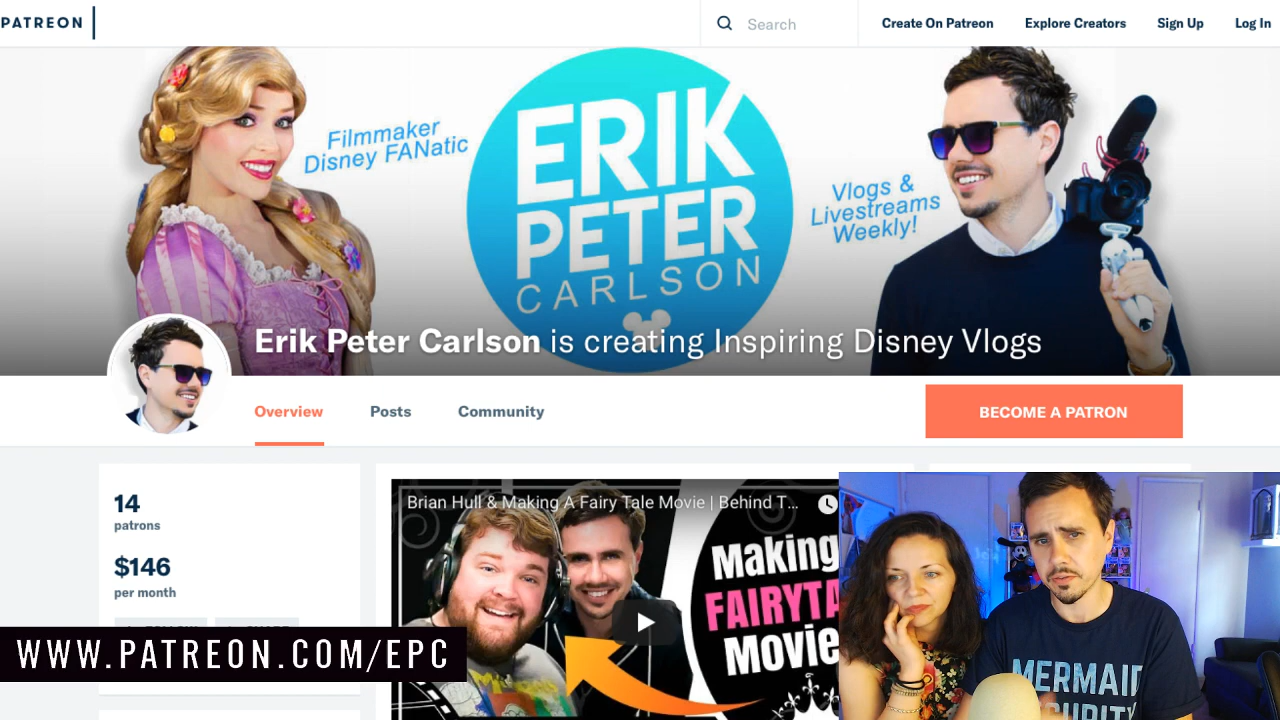 PATREON
Search
Create On Patreon
Explore Creators
Sign Up
Log In
Filmmaker
Disney FANatic
ERIK
PETER
CARLSON
Vlogs &
Livestreams
Weekly!
Erik Peter Carlson is creating Inspiring Disney Vlogs
Overview
Posts
Community
BECOME A PATRON
14
patrons
$146
per month
Brian Hull & Making A Fairy Tale Movie | Behind T...
Making
FAIRYTA
Movie
WWW.PATREON.COM/EPC
MERMAID
SECURITY